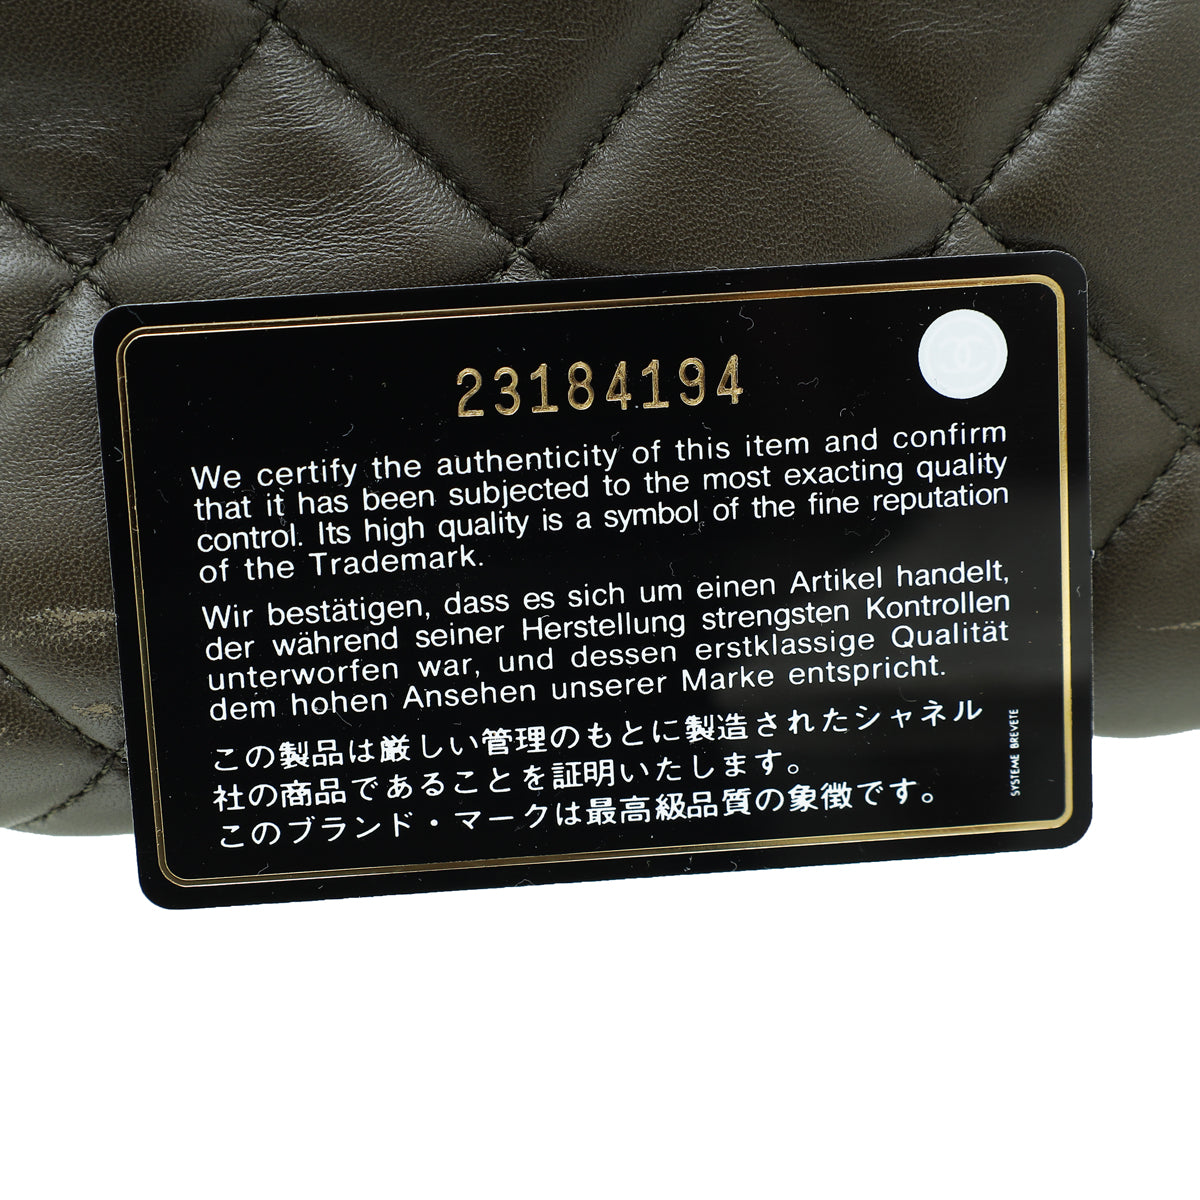 23184194
We certify the authenticity of this item and confirm
that it has been subjected to the most exacting quality
control. Its high quality is a symbol of the fine reputation
of the Trademark.
Wir bestätigen, dass es sich um einen Artikel handelt,
der während seiner Herstellung strengsten Kontrollen
unterworfen war, und dessen erstklassige Qualität
dem hohen Ansehen unserer Marke entspricht.
この製品は厳しい管理のもとに製造されたシャネル
社の商品であることを証明いたします。
このブランド・マークは最高級品質の象徴です。
SYSTEME BREVETE